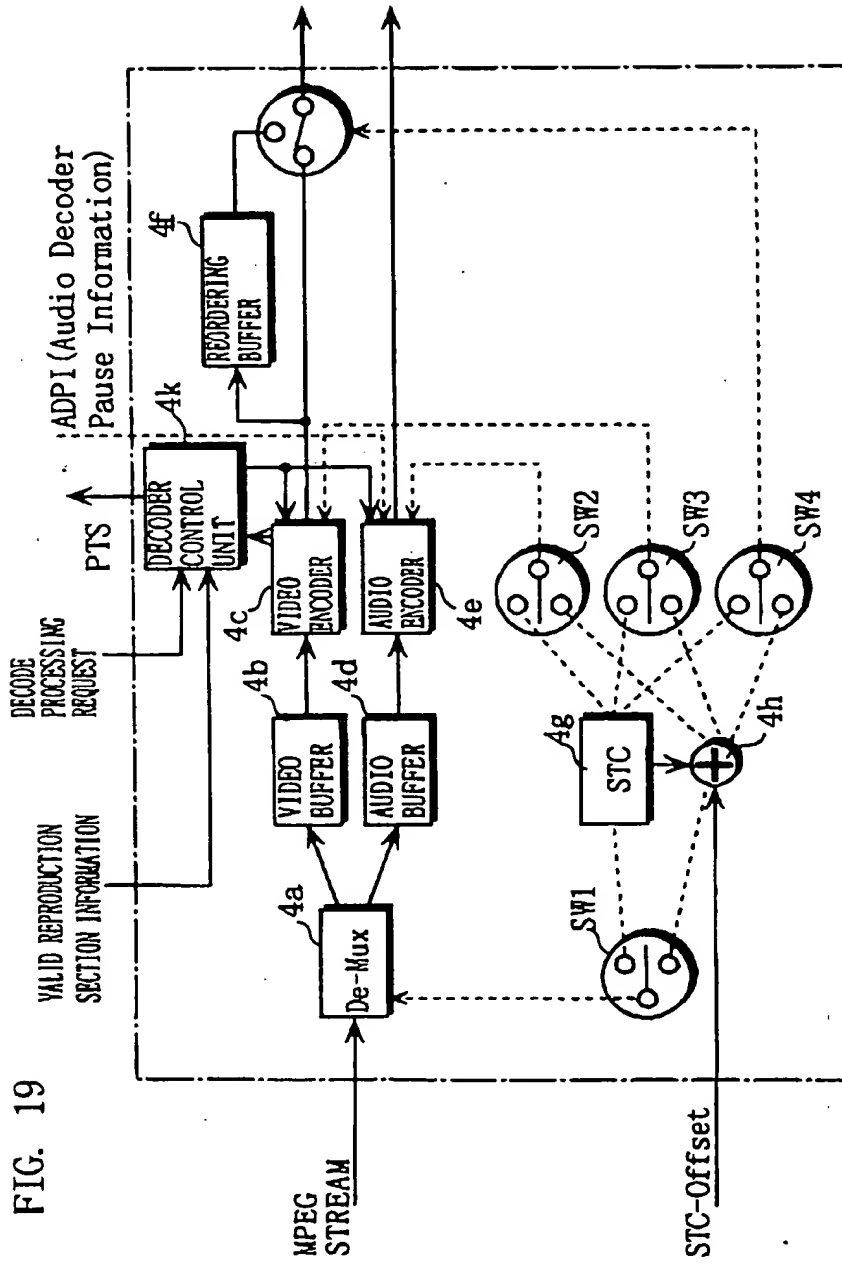 FIG. 19
VALID REPRODUCTION
SECTION INFORMATION
DECODE
PROCESSING
REQUEST
PTS
ADPI(Audio Decoder
Pause Information)
4k
DECODER
CONTROL
UNIT
4f
REORDERING
BUFFER
MPEG
STREAM
4a
De-Mux
4b
VIDEO
BUFFER
4c
VIDEO
ENCODER
4d
AUDIO
BUFFER
AUDIO
ENCODER
4e
SW1
4g
STC
SW2
SW3
SW4
4h
STC-Offset